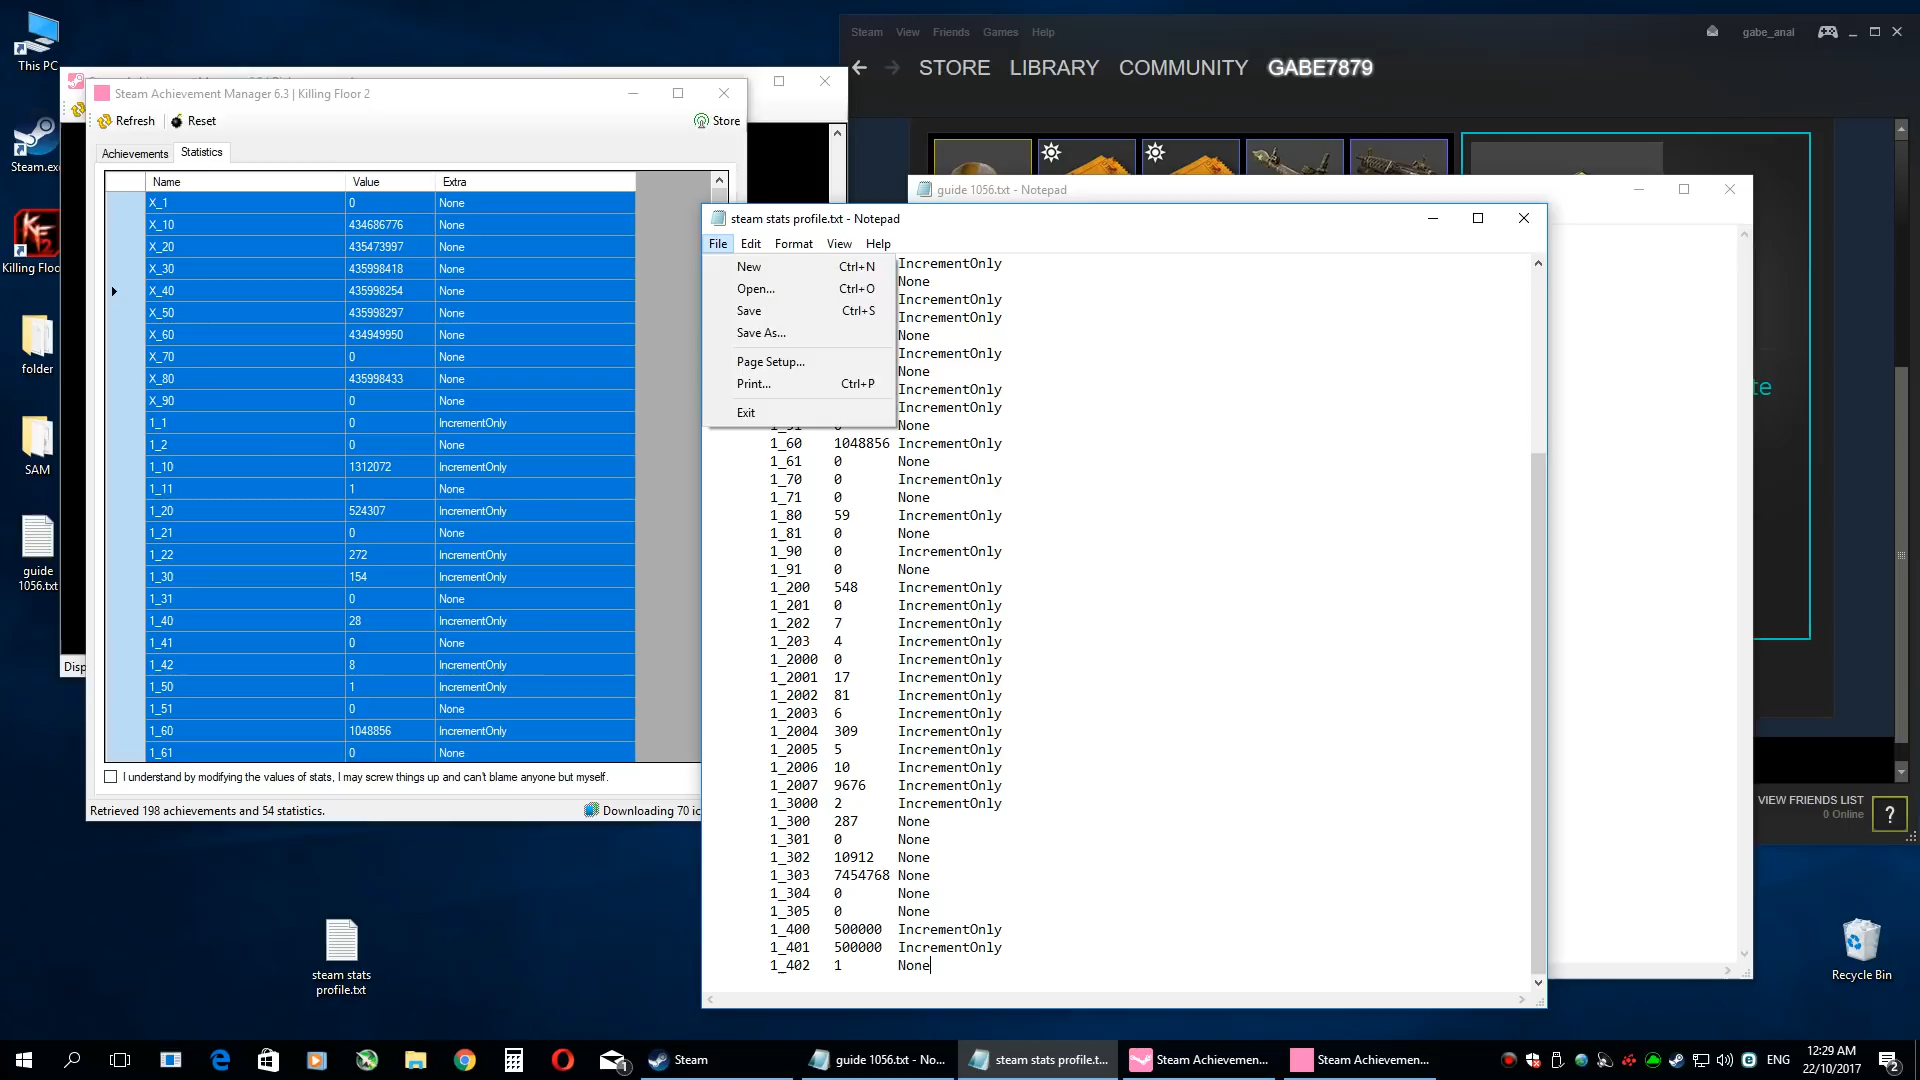 This PC
Steam.exe
Killing Floor
folder
SAM
guide
1056.txt
steam stats
profile.txt
Recycle Bin
Steam View Friends Games Help
gabe_anal
STORE LIBRARY COMMUNITY GABE7879
VIEW FRIENDS LIST
0 Online
?
Disp
Steam Achievement Manager 6.3 | Killing Floor 2
Refresh Reset Store
Achievements Statistics
Name Value Extra
X_1 0 None
X_10 434686776 None
X_20 435473997 None
X_30 435998418 None
X_40 435998254 None
X_50 435998297 None
X_60 434949950 None
X_70 0 None
X_80 435998433 None
X_90 0 None
1_1 0 IncrementOnly
1_2 0 None
1_10 1312072 IncrementOnly
1_11 1 None
1_20 524307 IncrementOnly
1_21 0 None
1_22 272 IncrementOnly
1_30 154 IncrementOnly
1_31 0 None
1_40 28 IncrementOnly
1_41 0 None
1_42 8 IncrementOnly
1_50 1 IncrementOnly
1_51 0 None
1_60 1048856 IncrementOnly
1_61 0 None
I understand by modifying the values of stats, I may screw things up and can't blame anyone but myself.
Retrieved 198 achievements and 54 statistics. Downloading 70 ic
guide 1056.txt - Notepad
steam stats profile.txt - Notepad
File Edit Format View Help
New Ctrl+N
Open... Ctrl+O
Save Ctrl+S
Save As...
Page Setup...
Print... Ctrl+P
Exit
IncrementOnly
None
IncrementOnly
IncrementOnly
None
IncrementOnly
None
IncrementOnly
IncrementOnly
1_51 0 None
1_60 1048856 IncrementOnly
1_61 0 None
1_70 0 IncrementOnly
1_71 0 None
1_80 59 IncrementOnly
1_81 0 None
1_90 0 IncrementOnly
1_91 0 None
1_200 548 IncrementOnly
1_201 0 IncrementOnly
1_202 7 IncrementOnly
1_203 4 IncrementOnly
1_2000 0 IncrementOnly
1_2001 17 IncrementOnly
1_2002 81 IncrementOnly
1_2003 6 IncrementOnly
1_2004 309 IncrementOnly
1_2005 5 IncrementOnly
1_2006 10 IncrementOnly
1_2007 9676 IncrementOnly
1_3000 2 IncrementOnly
1_300 287 None
1_301 0 None
1_302 10912 None
1_303 7454768 None
1_304 0 None
1_305 0 None
1_400 500000 IncrementOnly
1_401 500000 IncrementOnly
1_402 1 None
te
Steam
guide 1056.txt - No...
steam stats profile.t...
Steam Achievemen...
Steam Achievemen...
ENG
12:29 AM
22/10/2017